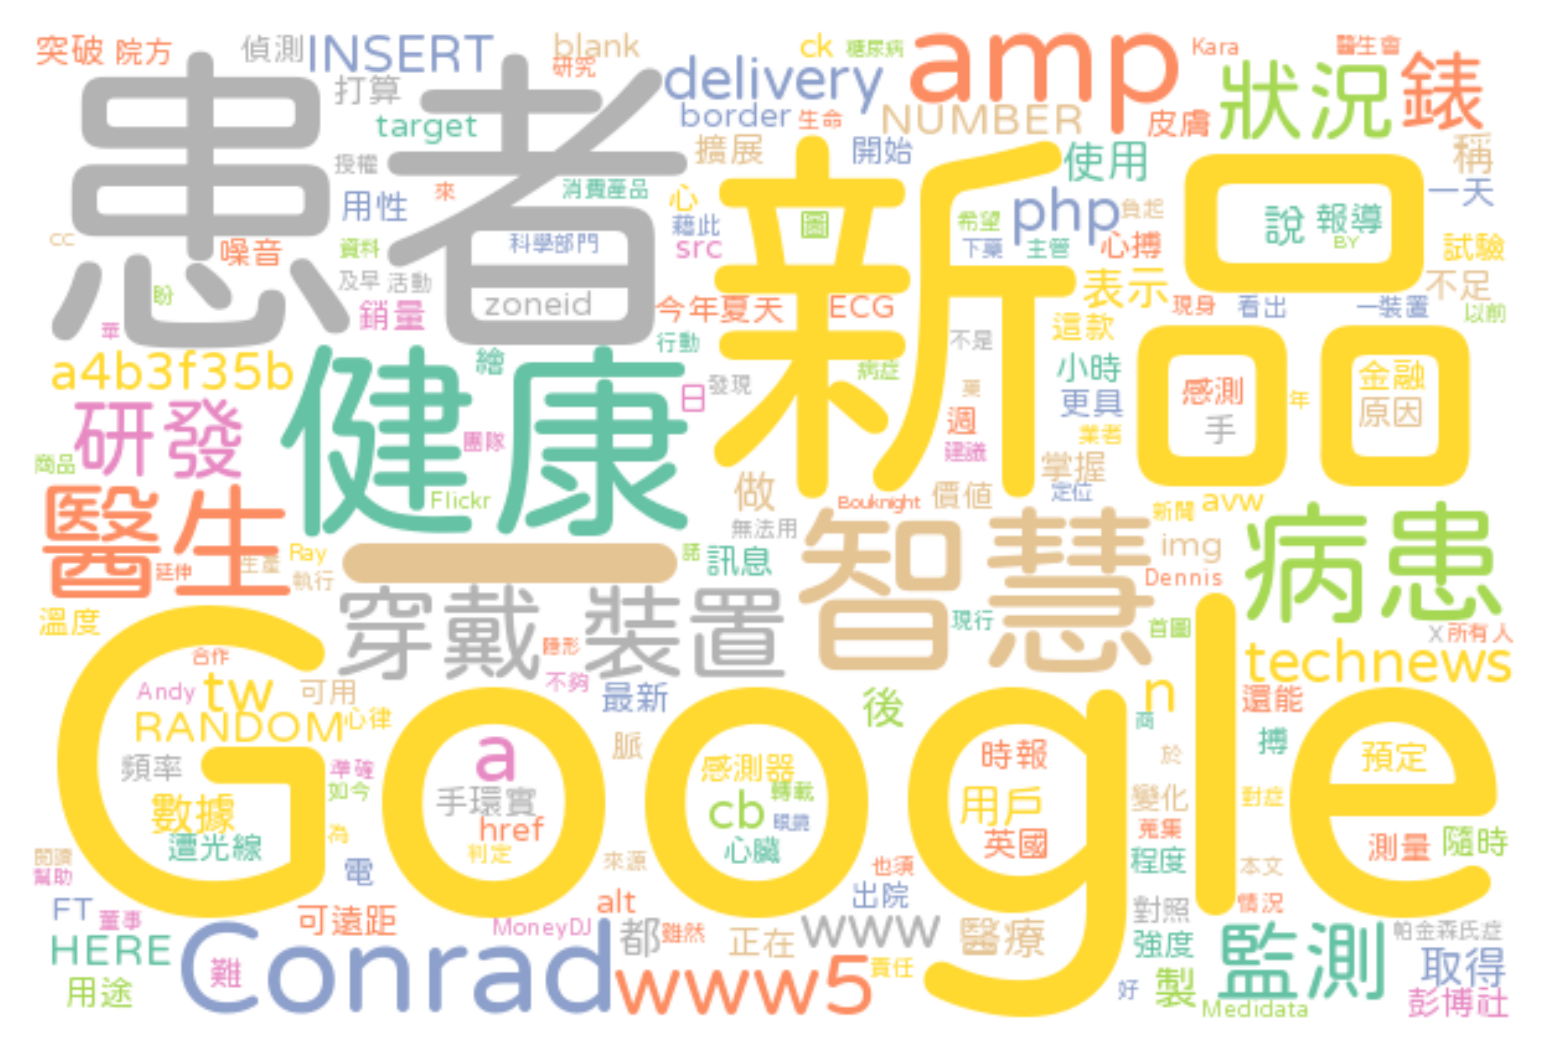 突破 院方 偵測 INSERT blank 研究 ck 糖尿病 amp Kara 醫生會
打算 delivery 狀況 錶
target border 生命 NUMBER 皮膚
患者 授權 擴展 開始 使用 稱
用性 來 消費產品 心 新品 php 負起 一天
cc 噪音 資料 科學部門 藉此 圖 希望 說 報導
src 下藥 主管 心搏 BY 試驗
盼 及早 活動 表示 不足
華 銷量 zoneid 今年夏天 ECG 現身 看出 一裝置 以前
a4b3f35b 繪 行動 不是 這款
健康 日 發現 病症 小時 感測 金融
研發 團隊 藥 更具 手 年 原因
週 業者
商品 建議 掌握
醫生 Flickr 做 Bouknight 價值 定位 avw
無法用 智慧 新聞 病患
Ray 生產 延伸 執行 一 諾 訊息 img
穿戴 裝置 Dennis
溫度 現行 首圖 x 所有人
合作 隱形 technews
Andy tw 可用 不夠 最新 後 n 還能
RANDOM 心律 商
Google 脈 搏
頻率 準確 a 感測器 時報 於 預定
如今 手環實 cb 轉載 用戶 變化 對症
數據 為 href 眼鏡 蒐集
遭光線 判定 心臟 英國 測量 隨時
閱讀 來源 程度 本文
幫助 電 也須
FT 董事 alt 出院 對照 情況
可遠距 MoneyDJ 都 雖然 正在 www 醫療 帕金森氏症
HERE Conrad 強度 監測
難 www5 責任 取得
用途 好 製 Medidata 彭博社